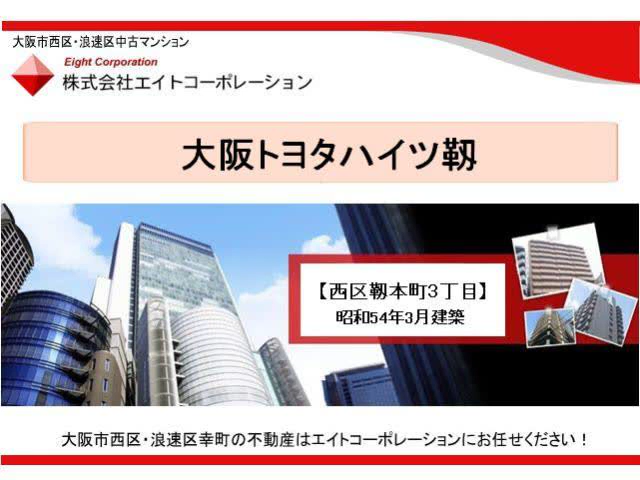 大阪市西区・浪速区中古マンション
Eight Corporation
株式会社エイトコーポレーション
大阪トヨタハイツ靱
【西区靱本町3丁目】
昭和54年3月建築
大阪市西区・浪速区幸町の不動産はエイトコーポレーションにお任せください！